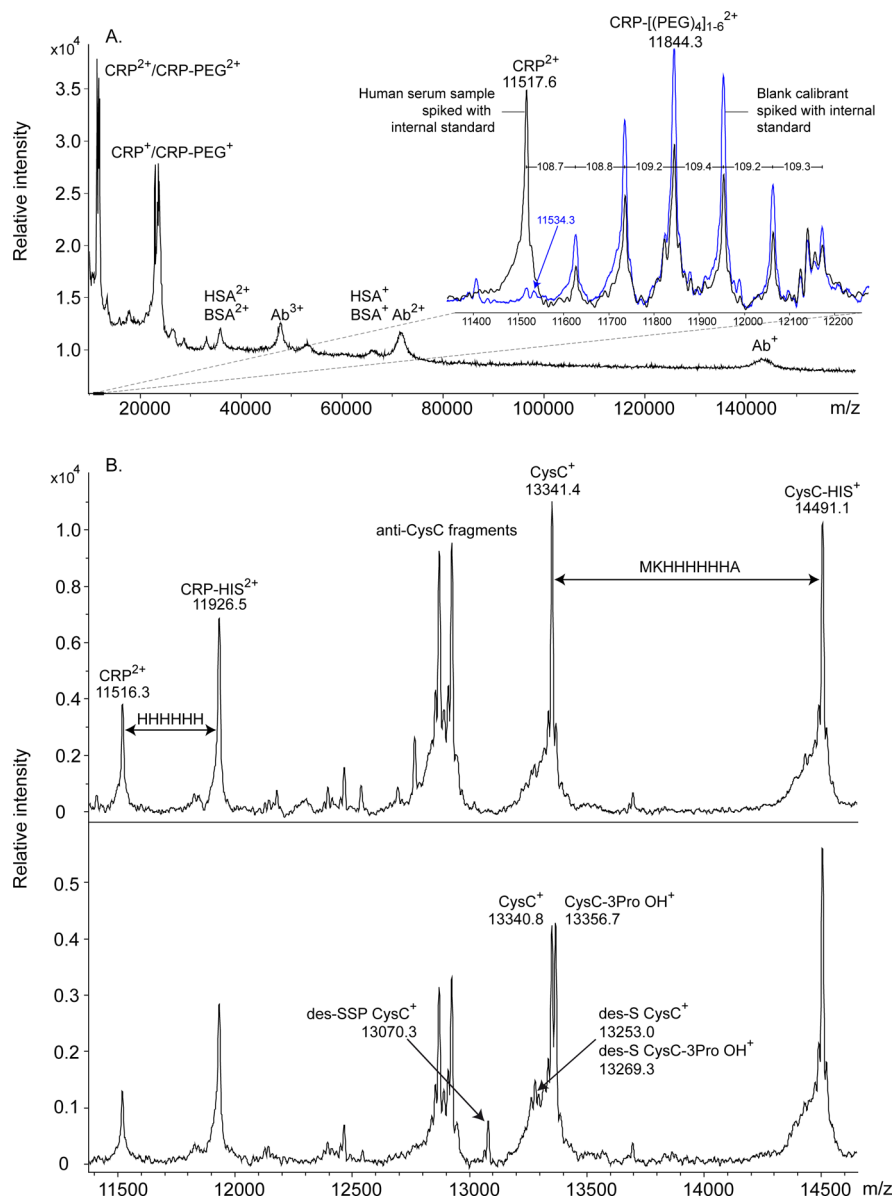 A.
x10⁴
CRP²⁺/CRP-PEG²⁺
CRP⁺/CRP-PEG⁺
HSA²⁺
BSA²⁺
Ab³⁺
HSA⁺
BSA⁺
Ab²⁺
Ab⁺
3.5
3.0
2.5
2.0
1.5
1.0
Relative intensity
20000 40000 60000 80000 100000 120000 140000 m/z
CRP-[(PEG)₄]₁₋₆²⁺
11844.3
CRP²⁺
11517.6
Human serum sample
spiked with
internal standard
Blank calibrant
spiked with internal
standard
108.7 108.8 109.2 109.4 109.2 109.3
11534.3
11400 11500 11600 11700 11800 11900 12000 12100 12200
B.
x10⁴
CysC⁺
13341.4
CysC-HIS⁺
14491.1
anti-CysC fragments
MKHHHHHHA
CRP-HIS²⁺
11926.5
CRP²⁺
11516.3
HHHHHH
1.0
0.8
0.6
0.4
0.2
0
Relative intensity
CysC⁺
13340.8
CysC-3Pro OH⁺
13356.7
des-SSP CysC⁺
13070.3
des-S CysC⁺
13253.0
des-S CysC-3Pro OH⁺
13269.3
0.5
0.4
0.3
0.2
0.1
0
11500 12000 12500 13000 13500 14000 14500 m/z